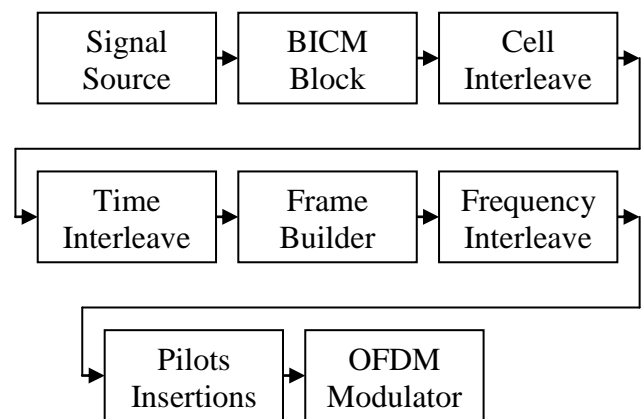 Signal
Source
BICM
Block
Cell
Interleave
Time
Interleave
Frame
Builder
Frequency
Interleave
Pilots
Insertions
OFDM
Modulator